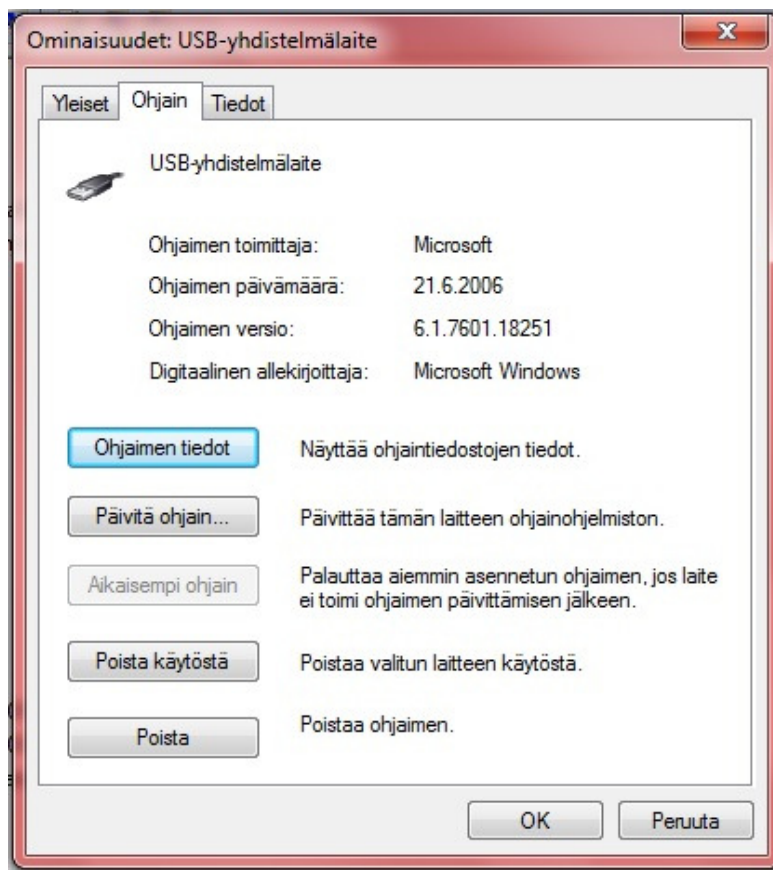 Ominaisuudet: USB-yhdistelmälaite
Yleiset Ohjain Tiedot
USB-yhdistelmälaite
Ohjaimen toimittaja: Microsoft
Ohjaimen päivämäärä: 21.6.2006
Ohjaimen versio: 6.1.7601.18251
Digitaalinen allekirjoittaja: Microsoft Windows
Ohjaimen tiedot Näyttää ohjaintiedostojen tiedot.
Päivitä ohjain... Päivittää tämän laitteen ohjainohjelmiston.
Aikaisempi ohjain Palauttaa aiemmin asennetun ohjaimen, jos laite
ei toimi ohjaimen päivittämisen jälkeen.
Poista käytöstä Poistaa valitun laitteen käytöstä.
Poista Poistaa ohjaimen.
OK Peruuta